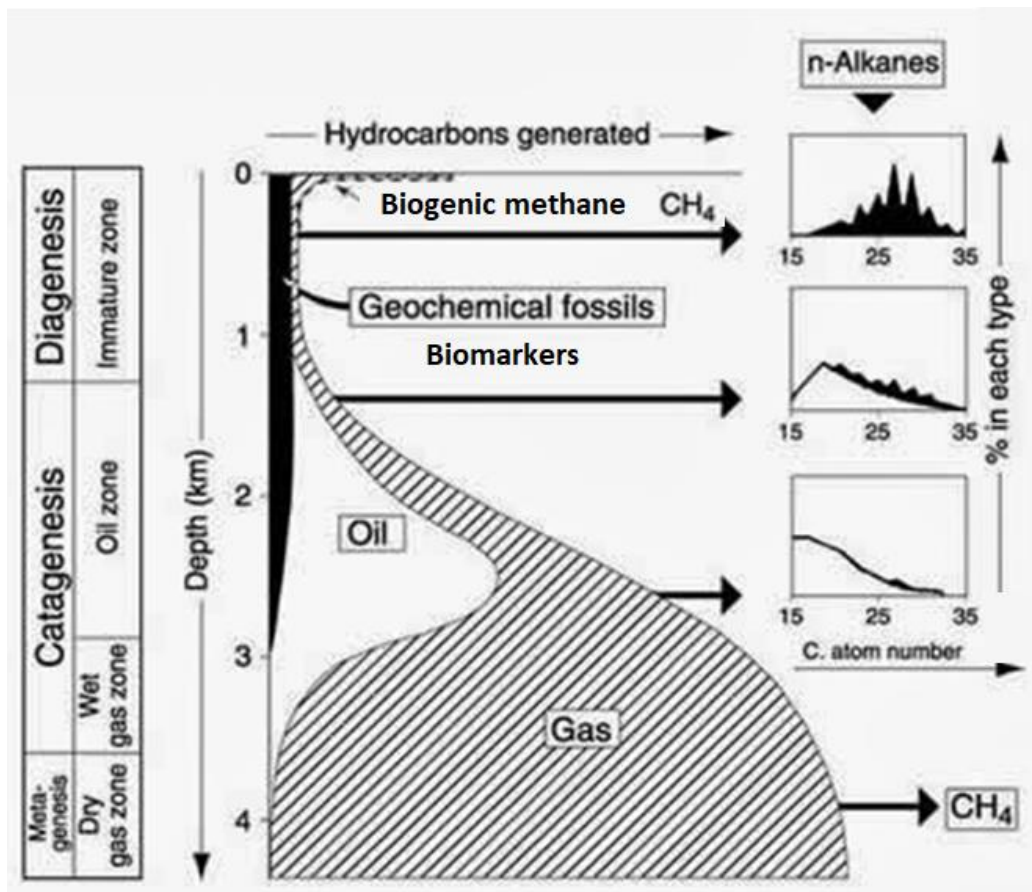 n-Alkanes
Hydrocarbons generated
0
Biogenic methane CH4
15 25 35
Geochemical fossils
1
Biomarkers
15 25 35
2
Oil
15 25 35
C. atom number
3
Gas
4
CH4
Depth (km)
% in each type
Diagenesis
Immature zone
Catagenesis
Oil zone
Wet
gas zone
Meta-
genesis
Dry
gas zone